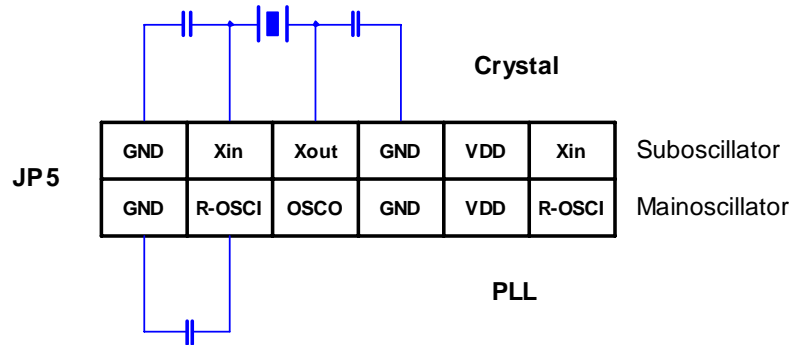 Crystal
GND Xin Xout GND VDD Xin Suboscillator
JP5
GND R-OSCI OSCO GND VDD R-OSCI Mainoscillator
PLL